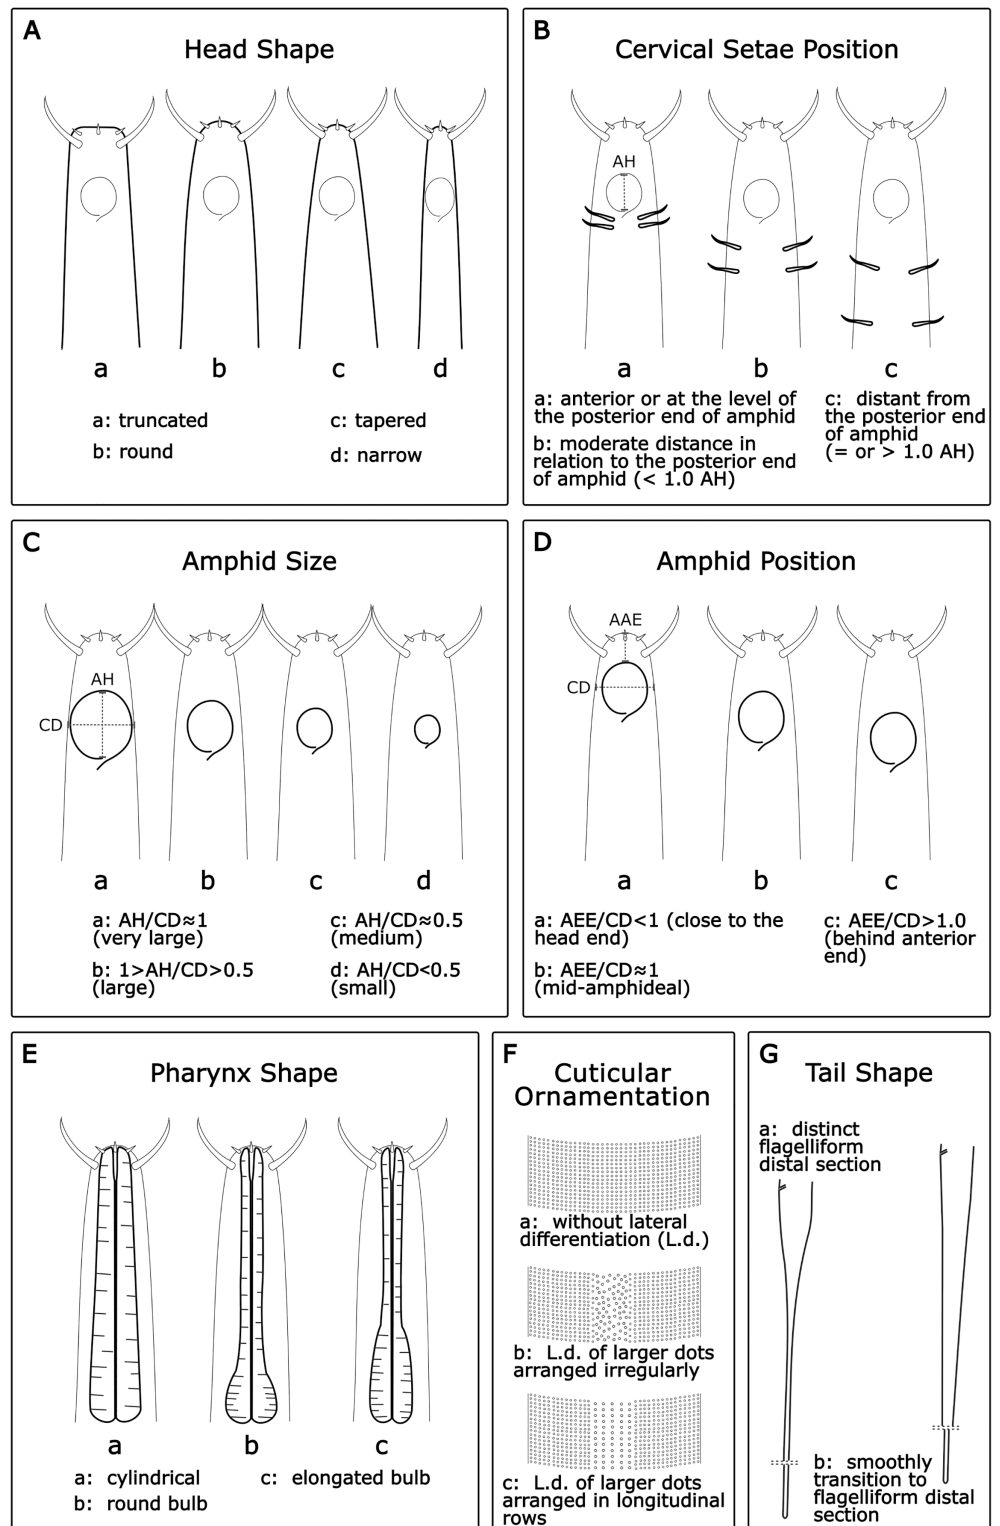 A
Head Shape
a
b
c
d
a: truncated
b: round
c: tapered
d: narrow
B
Cervical Setae Position
AH
a
b
c
a: anterior or at the level of
the posterior end of amphid
b: moderate distance in
relation to the posterior end
of amphid (< 1.0 AH)
c: distant from
the posterior end
of amphid
(= or > 1.0 AH)
C
Amphid Size
AH
CD
a
b
c
d
a: AH/CD≈1
(very large)
b: 1>AH/CD>0.5
(large)
c: AH/CD≈0.5
(medium)
d: AH/CD<0.5
(small)
D
Amphid Position
AAE
CD
a
b
c
a: AEE/CD<1 (close to the
head end)
b: AEE/CD≈1
(mid-amphideal)
c: AEE/CD>1.0
(behind anterior
end)
E
Pharynx Shape
a
b
c
a: cylindrical
b: round bulb
c: elongated bulb
F
Cuticular
Ornamentation
a: without lateral
differentiation (L.d.)
b: L.d. of larger dots
arranged irregularly
c: L.d. of larger dots
arranged in longitudinal
rows
G
Tail Shape
a: distinct
flagelliform
distal section
b: smoothly
transition to
flagelliform distal
section